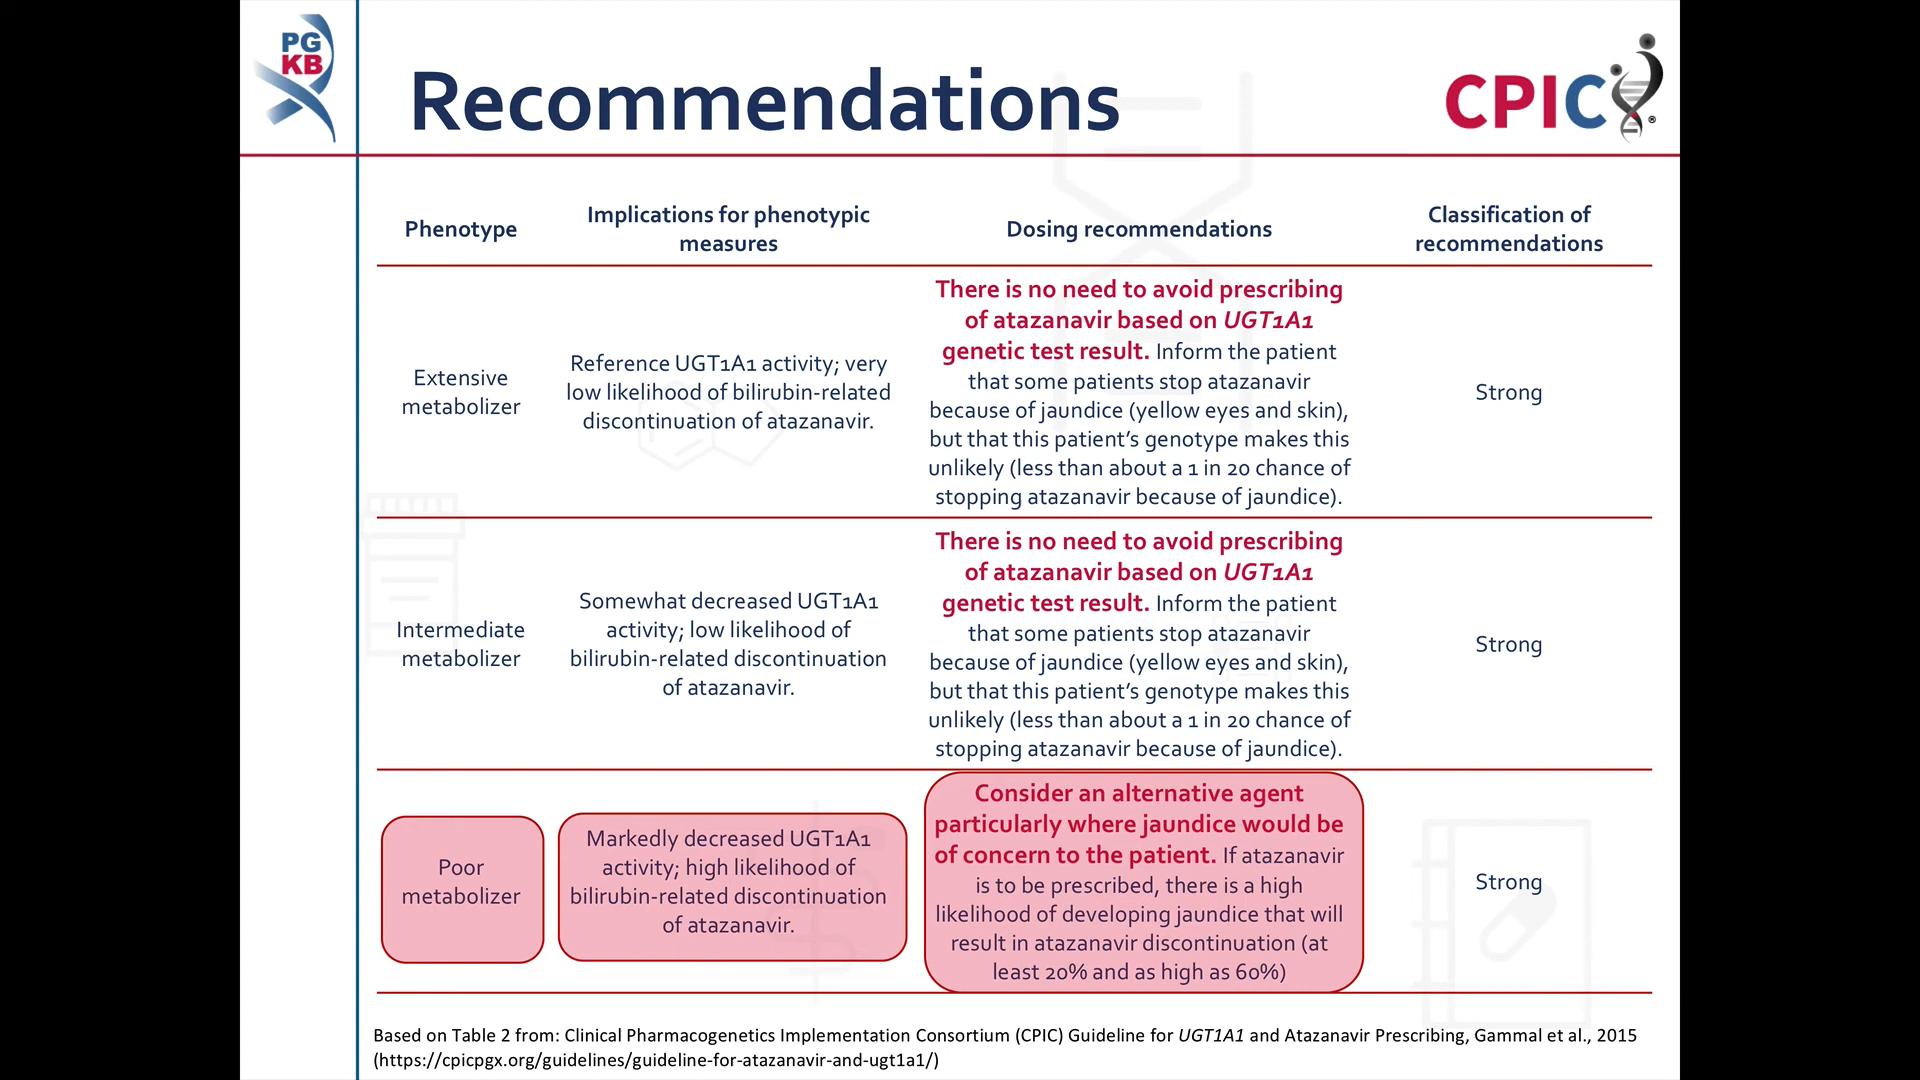 PG
KB
Recommendations
CPIC®
Phenotype
Implications for phenotypic
measures
Dosing recommendations
Classification of
recommendations
Extensive
metabolizer
Reference UGT1A1 activity; very
low likelihood of bilirubin-related
discontinuation of atazanavir.
There is no need to avoid prescribing
of atazanavir based on UGT1A1
genetic test result. Inform the patient
that some patients stop atazanavir
because of jaundice (yellow eyes and skin),
but that this patient’s genotype makes this
unlikely (less than about a 1 in 20 chance of
stopping atazanavir because of jaundice).
Strong
Intermediate
metabolizer
Somewhat decreased UGT1A1
activity; low likelihood of
bilirubin-related discontinuation
of atazanavir.
There is no need to avoid prescribing
of atazanavir based on UGT1A1
genetic test result. Inform the patient
that some patients stop atazanavir
because of jaundice (yellow eyes and skin),
but that this patient’s genotype makes this
unlikely (less than about a 1 in 20 chance of
stopping atazanavir because of jaundice).
Strong
Poor
metabolizer
Markedly decreased UGT1A1
activity; high likelihood of
bilirubin-related discontinuation
of atazanavir.
Consider an alternative agent
particularly where jaundice would be
of concern to the patient. If atazanavir
is to be prescribed, there is a high
likelihood of developing jaundice that will
result in atazanavir discontinuation (at
least 20% and as high as 60%)
Strong
Based on Table 2 from: Clinical Pharmacogenetics Implementation Consortium (CPIC) Guideline for UGT1A1 and Atazanavir Prescribing, Gammal et al., 2015
(https://cpicpgx.org/guidelines/guideline-for-atazanavir-and-ugt1a1/)